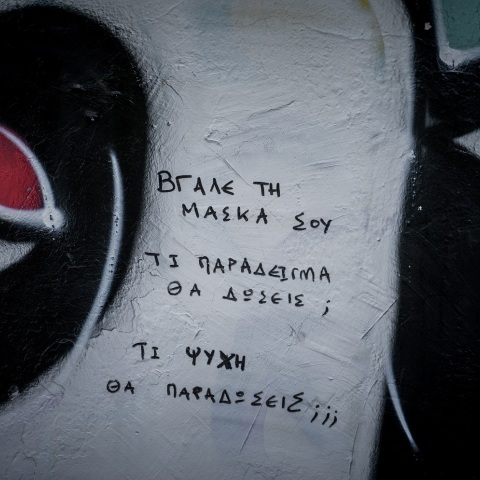 ΒΓΑΛΕ ΤΗ
ΜΑΣΚΑ ΣΟΥ
ΤΙ ΠΑΡΑΔΕΙΓΜΑ
ΘΑ ΔΩΣΕΙΣ ;
ΤΙ ΨΥΧΗ
ΘΑ ΠΑΡΑΔΩΣΕΙΣ ;;;